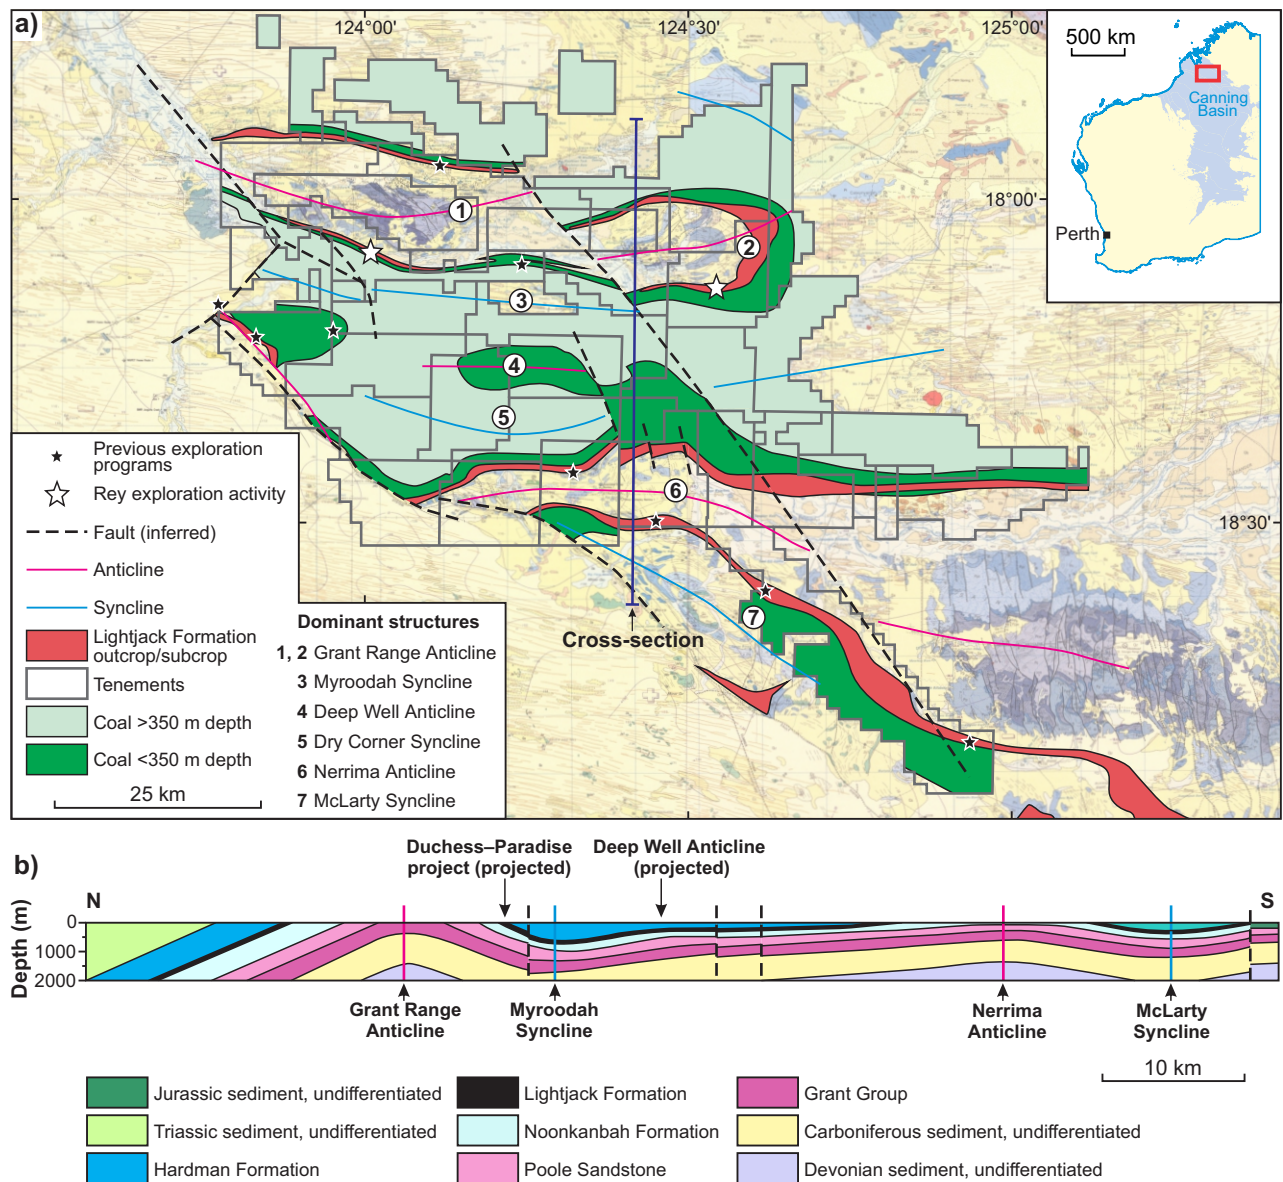 a)
124°00'
124°30'
125°00'
500 km
Canning
Basin
Perth
18°00'
18°30'
1
2
3
4
5
6
7
Cross-section
Previous exploration
programs
Rey exploration activity
Fault (inferred)
Anticline
Syncline
Lightjack Formation
outcrop/subcrop
Tenements
Coal >350 m depth
Coal <350 m depth
25 km
Dominant structures
1, 2 Grant Range Anticline
3 Myroodah Syncline
4 Deep Well Anticline
5 Dry Corner Syncline
6 Nerrima Anticline
7 McLarty Syncline
b)
Duchess–Paradise
project (projected)
Deep Well Anticline
(projected)
N
S
Depth (m)
0
1000
2000
Grant Range
Anticline
Myroodah
Syncline
Nerrima
Anticline
McLarty
Syncline
10 km
Jurassic sediment, undifferentiated
Triassic sediment, undifferentiated
Hardman Formation
Lightjack Formation
Noonkanbah Formation
Poole Sandstone
Grant Group
Carboniferous sediment, undifferentiated
Devonian sediment, undifferentiated